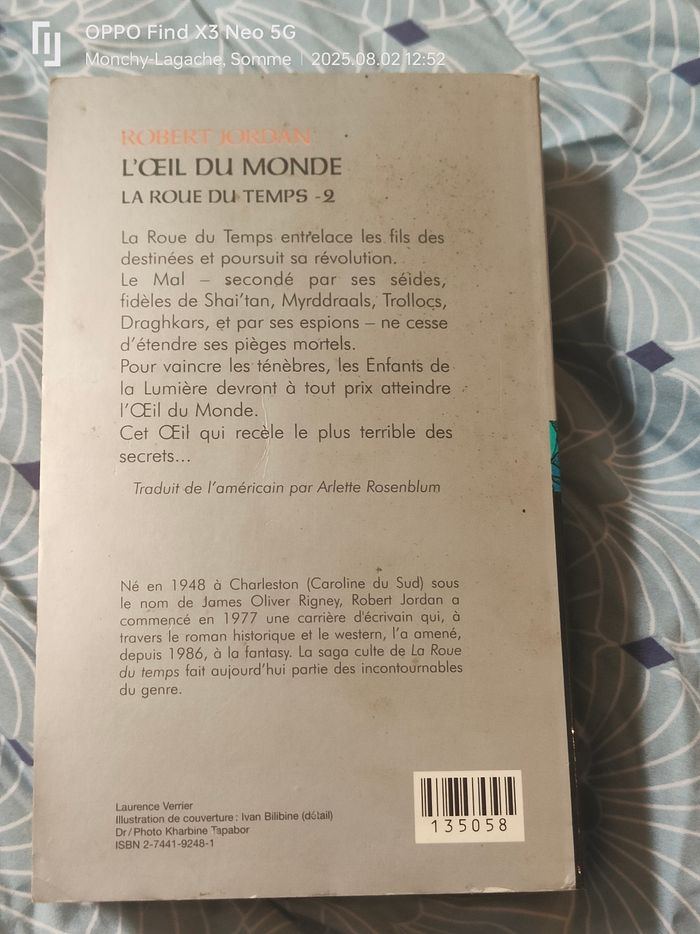 OPPO Find X3 Neo 5G
Monchy-Lagache, Somme | 2025.08.02 12:52
ROBERT JORDAN
L'ŒIL DU MONDE
LA ROUE DU TEMPS -2
La Roue du Temps entrelace les fils des
destinées et poursuit sa révolution.
Le Mal – secondé par ses séides,
fidèles de Shai'tan, Myrddraals, Trollocs,
Draghkars, et par ses espions – ne cesse
d'étendre ses pièges mortels.
Pour vaincre les ténèbres, les Enfants de
la Lumière devront à tout prix atteindre
l'Œil du Monde.
Cet Œil qui recèle le plus terrible des
secrets...
Traduit de l'américain par Arlette Rosenblum
Né en 1948 à Charleston (Caroline du Sud) sous
le nom de James Oliver Rigney, Robert Jordan a
commencé en 1977 une carrière d'écrivain qui, à
travers le roman historique et le western, l'a amené,
depuis 1986, à la fantasy. La saga culte de La Roue
du temps fait aujourd'hui partie des incontournables
du genre.
Laurence Verrier
Illustration de couverture : Ivan Bilibine (détail)
Dr/Photo Kharbine Tapabor
ISBN 2-7441-9248-1
135058